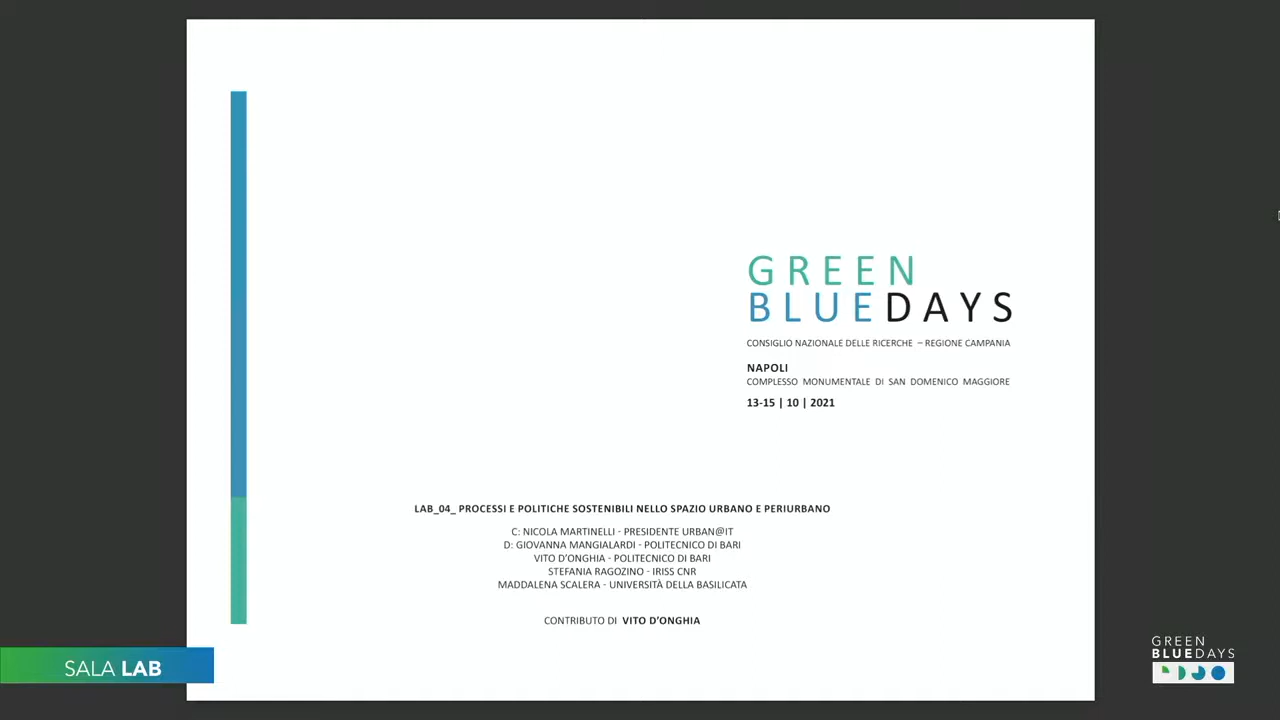 GREEN
BLUEDAYS
CONSIGLIO NAZIONALE DELLE RICERCHE – REGIONE CAMPANIA
NAPOLI
COMPLESSO MONUMENTALE DI SAN DOMENICO MAGGIORE
13-15 | 10 | 2021
LAB_04_ PROCESSI E POLITICHE SOSTENIBILI NELLO SPAZIO URBANO E PERIURBANO
C: NICOLA MARTINELLI - PRESIDENTE URBAN@IT
D: GIOVANNA MANGIALARDI - POLITECNICO DI BARI
VITO D'ONGHIA - POLITECNICO DI BARI
STEFANIA RAGOZINO - IRISS CNR
MADDALENA SCALERA - UNIVERSITÀ DELLA BASILICATA
CONTRIBUTO DI VITO D'ONGHIA
SALA LAB
GREEN
BLUEDAYS